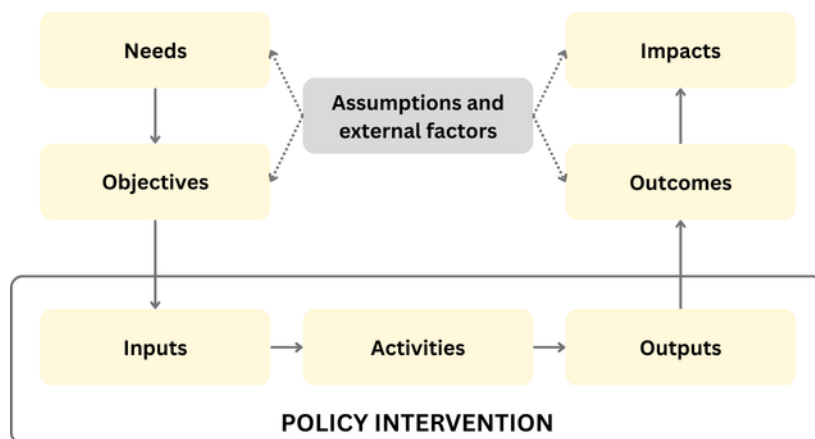 Needs
Impacts
Assumptions and
external factors
Objectives
Outcomes
Inputs
Activities
Outputs
POLICY INTERVENTION